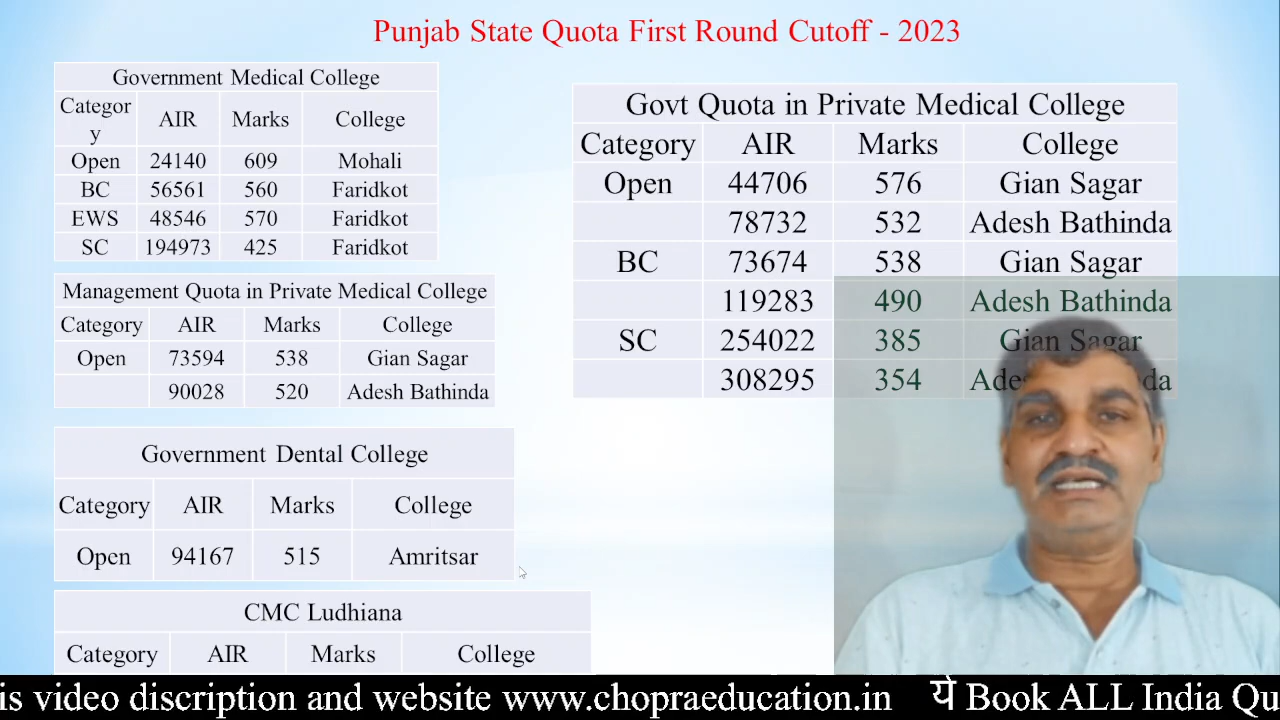 Punjab State Quota First Round Cutoff - 2023
Government Medical College
Categor
y AIR Marks College
Open 24140 609 Mohali
BC 56561 560 Faridkot
EWS 48546 570 Faridkot
SC 194973 425 Faridkot
Management Quota in Private Medical College
Category AIR Marks College
Open 73594 538 Gian Sagar
90028 520 Adesh Bathinda
Government Dental College
Category AIR Marks College
Open 94167 515 Amritsar
CMC Ludhiana
Category AIR Marks College
Govt Quota in Private Medical College
Category AIR Marks College
Open 44706 576 Gian Sagar
78732 532 Adesh Bathinda
BC 73674 538 Gian Sagar
119283 490 Adesh Bathinda
SC 254022 385 Gian Sagar
308295 354
is video discription and website www.chopraeducation.in ये Book ALL India Qu